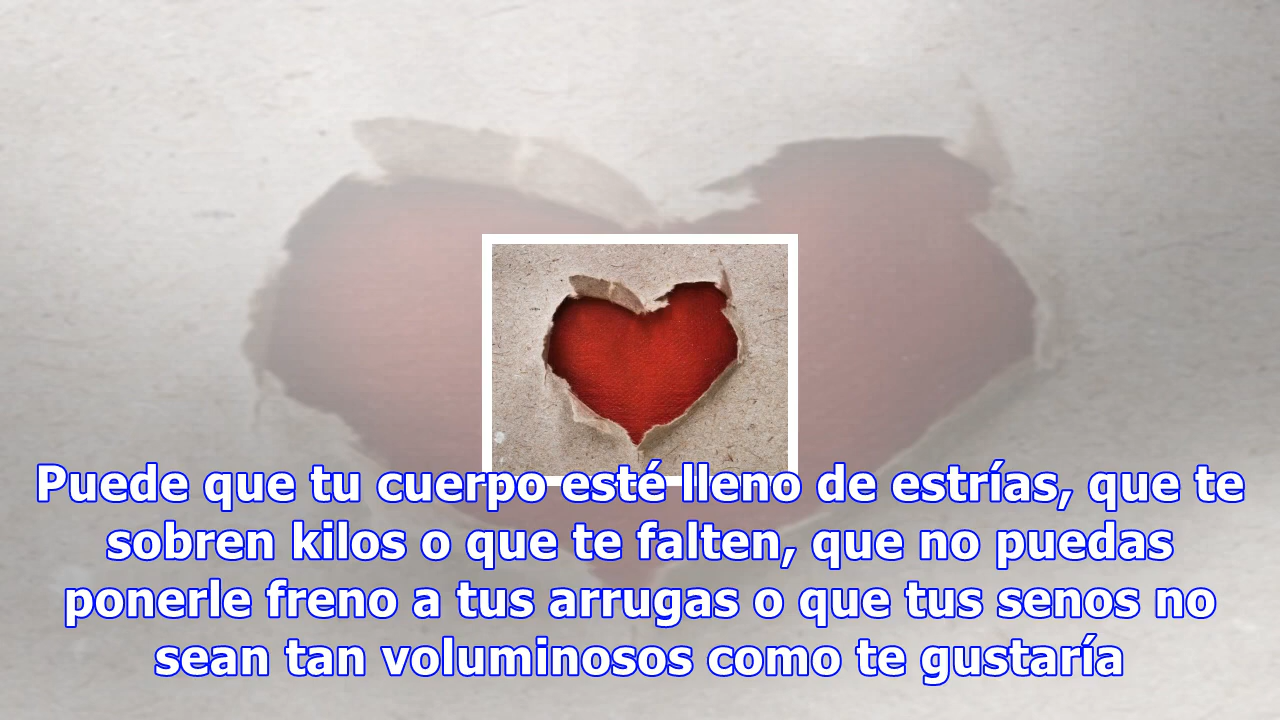 Puede que tu cuerpo esté lleno de estrías, que te
sobren kilos o que te falten, que no puedas
ponerle freno a tus arrugas o que tus senos no
sean tan voluminosos como te gustaría